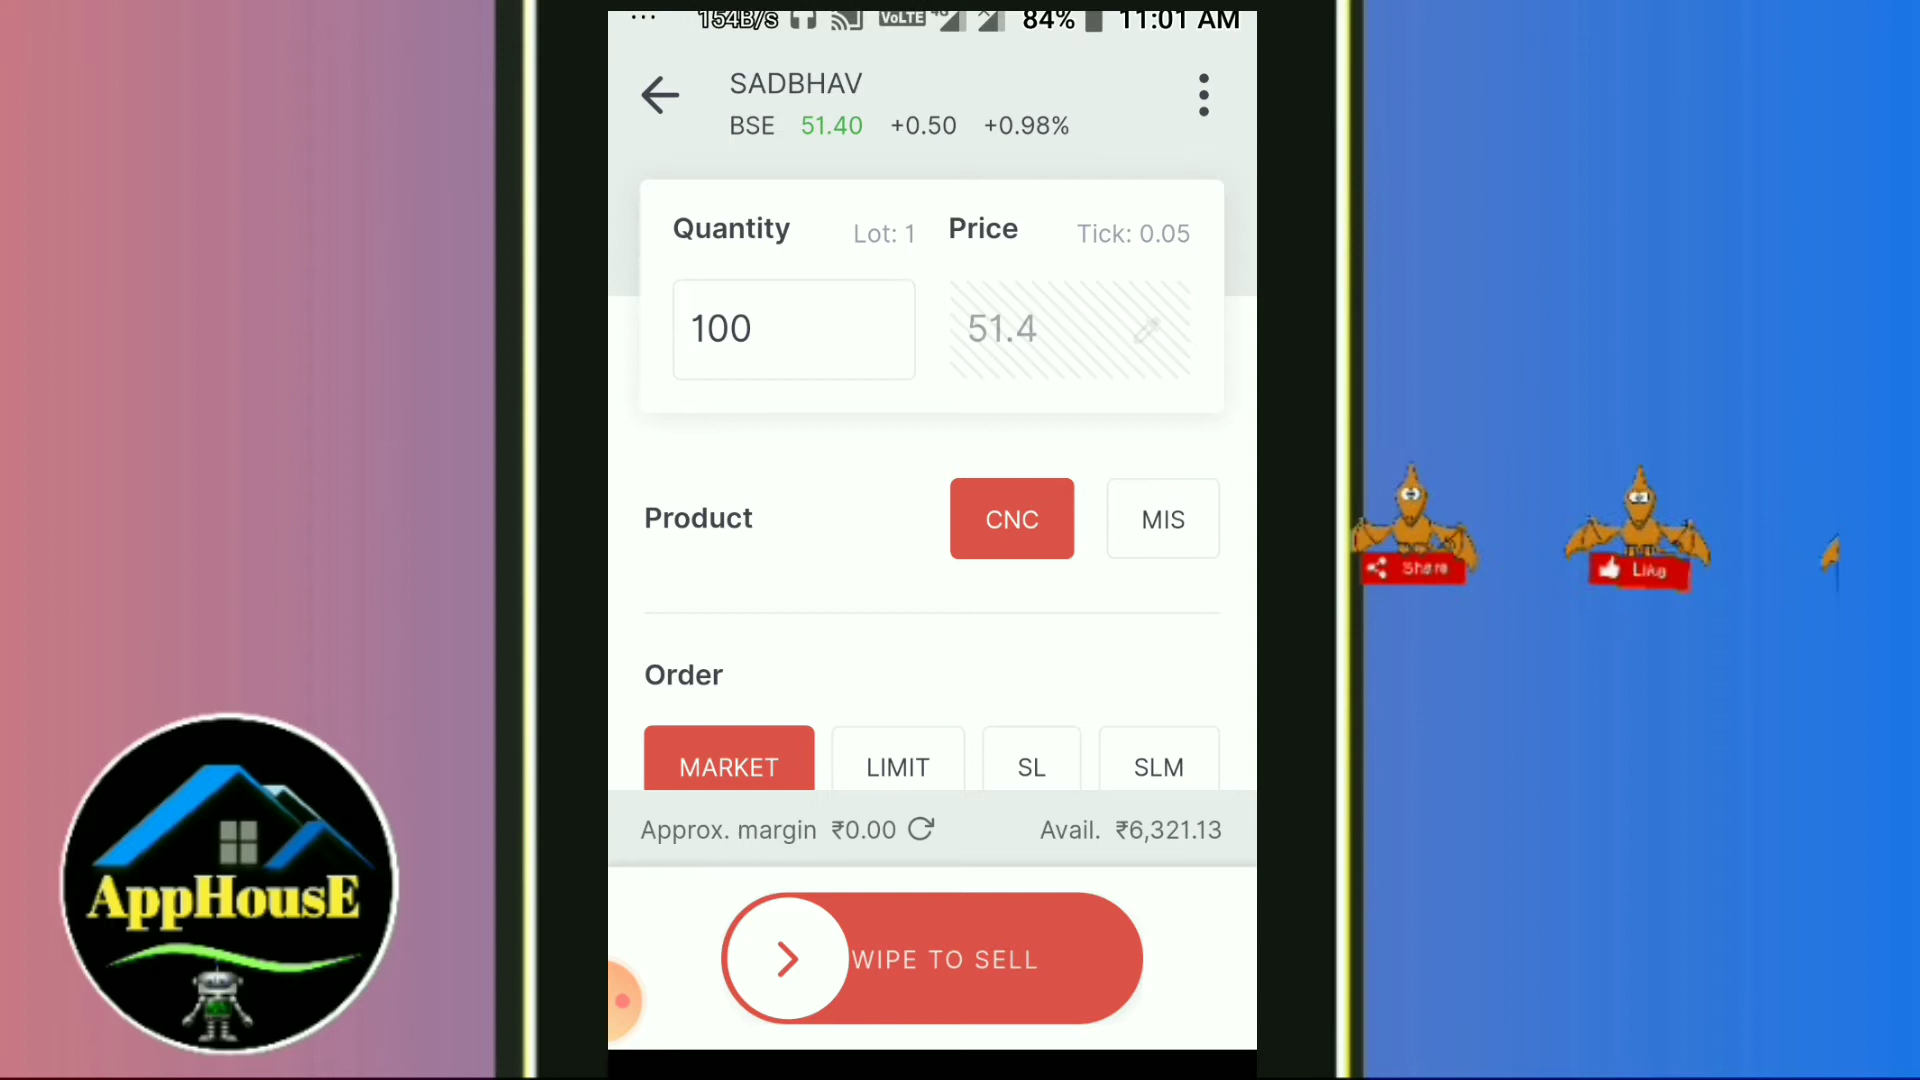 154B/s VoLTE 4G 84% 11:01 AM
SADBHAV
BSE 51.40 +0.50 +0.98%
Quantity Lot: 1 Price Tick: 0.05
100 51.4
Product CNC MIS
Share Like
Order
MARKET LIMIT SL SLM
Approx. margin ₹0.00 Avail. ₹6,321.13
WIPE TO SELL
AppHousE